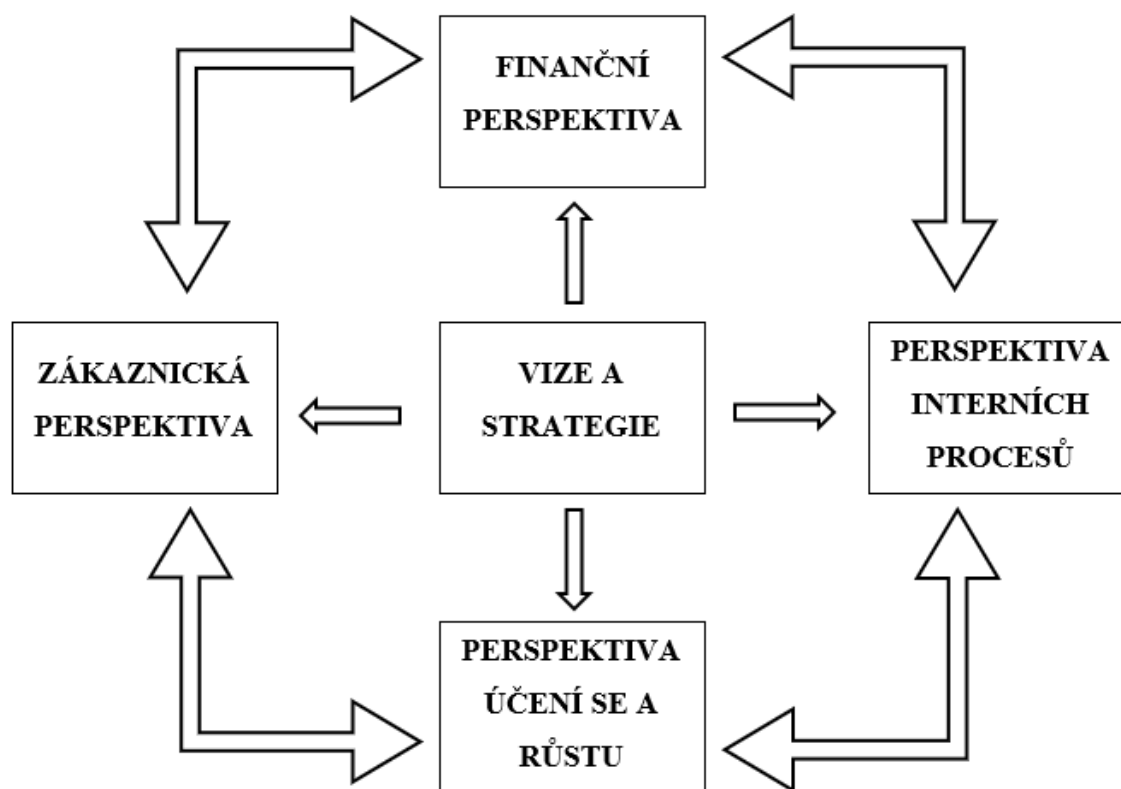 FINANČNÍ
PERSPEKTIVA
ZÁKAZNICKÁ
PERSPEKTIVA
VIZE A
STRATEGIE
PERSPEKTIVA
INTERNÍCH
PROCESŮ
PERSPEKTIVA
ÚČENÍ SE A
RŮSTU